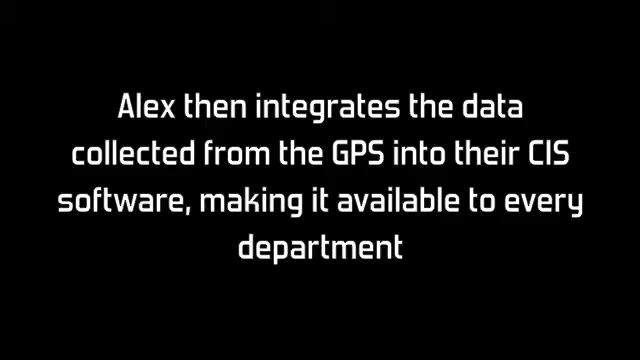 Alex then integrates the data
collected from the GPS into their CIS
software, making it available to every
department